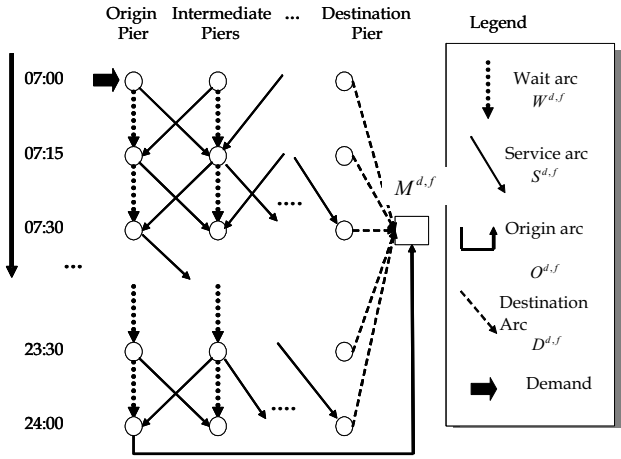 Origin Pier
Intermediate Piers
...
Destination Pier
Legend
07:00
07:15
07:30
...
23:30
24:00
....
....
M^{d,f}
Wait arc
W^{d,f}
Service arc
S^{d,f}
Origin arc
O^{d,f}
Destination Arc
D^{d,f}
Demand